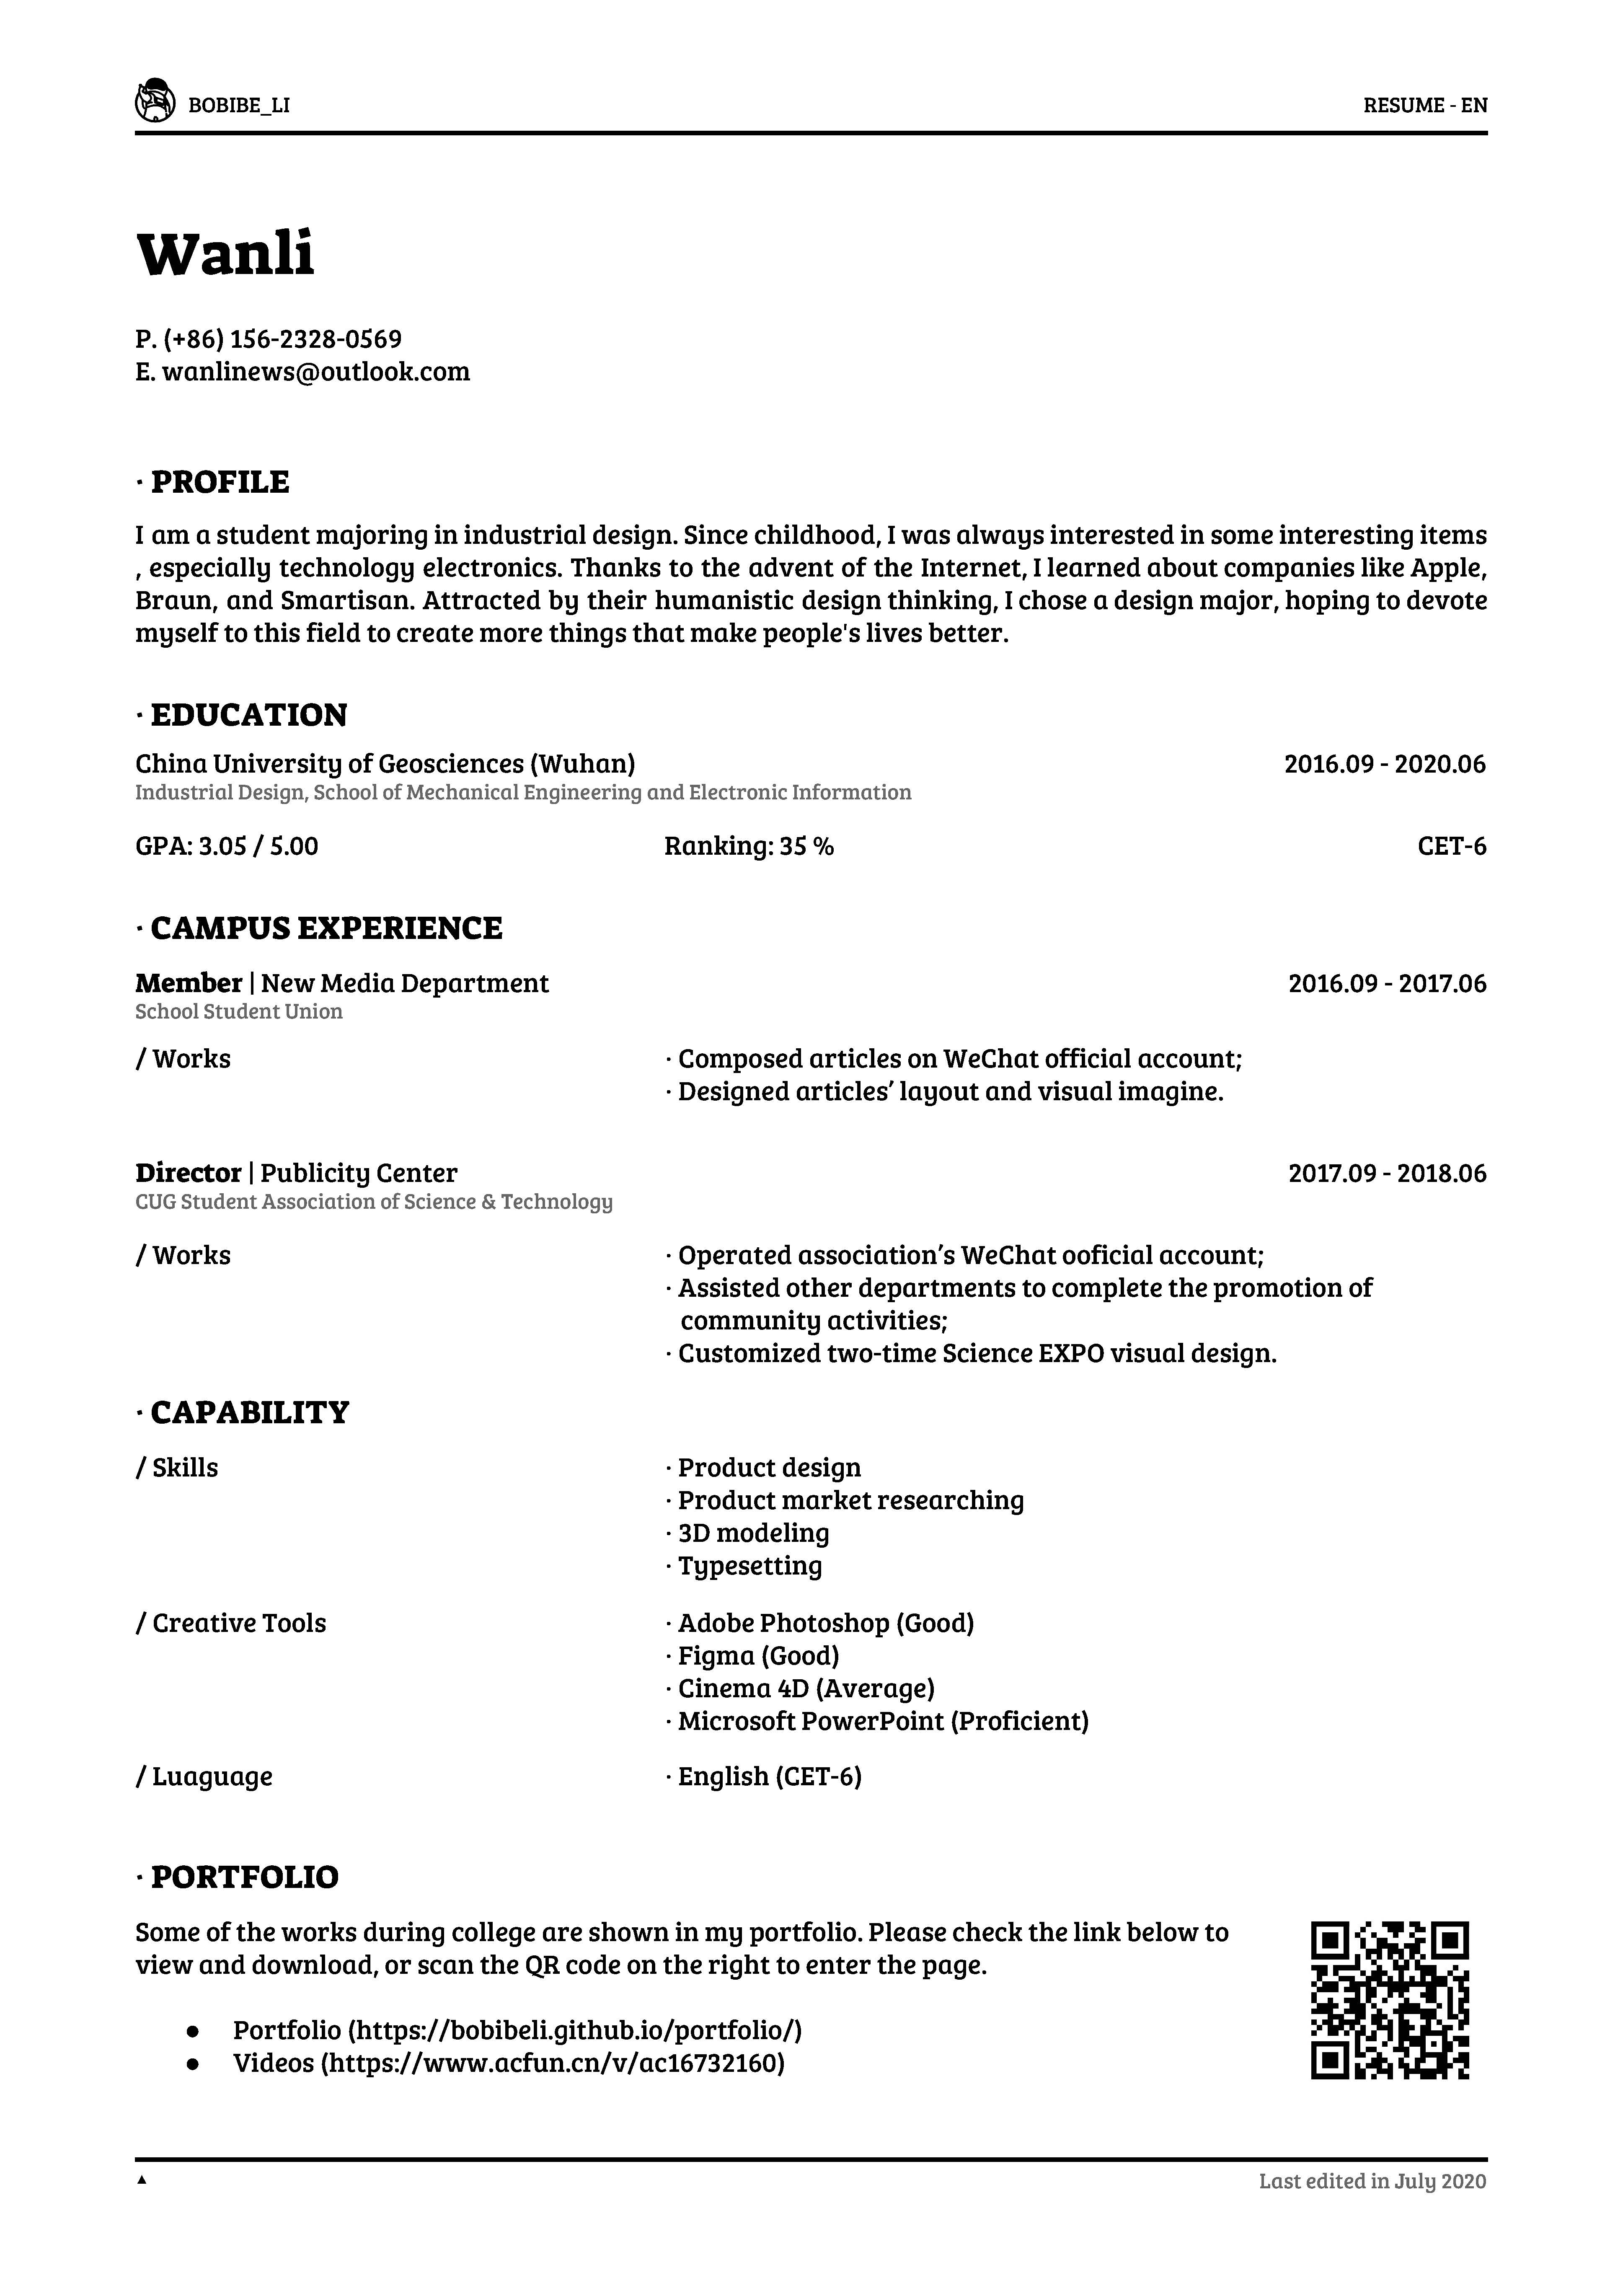 BOBIBE_LI RESUME - EN
Wanli
P. (+86) 156-2328-0569
E. wanlinews@outlook.com
· PROFILE
I am a student majoring in industrial design. Since childhood, I was always interested in some interesting items
, especially technology electronics. Thanks to the advent of the Internet, I learned about companies like Apple,
Braun, and Smartisan. Attracted by their humanistic design thinking, I chose a design major, hoping to devote
myself to this field to create more things that make people's lives better.
· EDUCATION
China University of Geosciences (Wuhan) 2016.09 - 2020.06
Industrial Design, School of Mechanical Engineering and Electronic Information
GPA: 3.05 / 5.00 Ranking: 35 % CET-6
· CAMPUS EXPERIENCE
Member | New Media Department 2016.09 - 2017.06
School Student Union
/ Works · Composed articles on WeChat official account;
· Designed articles’ layout and visual imagine.
Director | Publicity Center 2017.09 - 2018.06
CUG Student Association of Science & Technology
/ Works · Operated association’s WeChat ooficial account;
· Assisted other departments to complete the promotion of
community activities;
· Customized two-time Science EXPO visual design.
· CAPABILITY
/ Skills · Product design
· Product market researching
· 3D modeling
· Typesetting
/ Creative Tools · Adobe Photoshop (Good)
· Figma (Good)
· Cinema 4D (Average)
· Microsoft PowerPoint (Proficient)
/ Luaguage · English (CET-6)
· PORTFOLIO
Some of the works during college are shown in my portfolio. Please check the link below to
view and download, or scan the QR code on the right to enter the page.
● Portfolio (https://bobibeli.github.io/portfolio/)
● Videos (https://www.acfun.cn/v/ac16732160)
▲ Last edited in July 2020